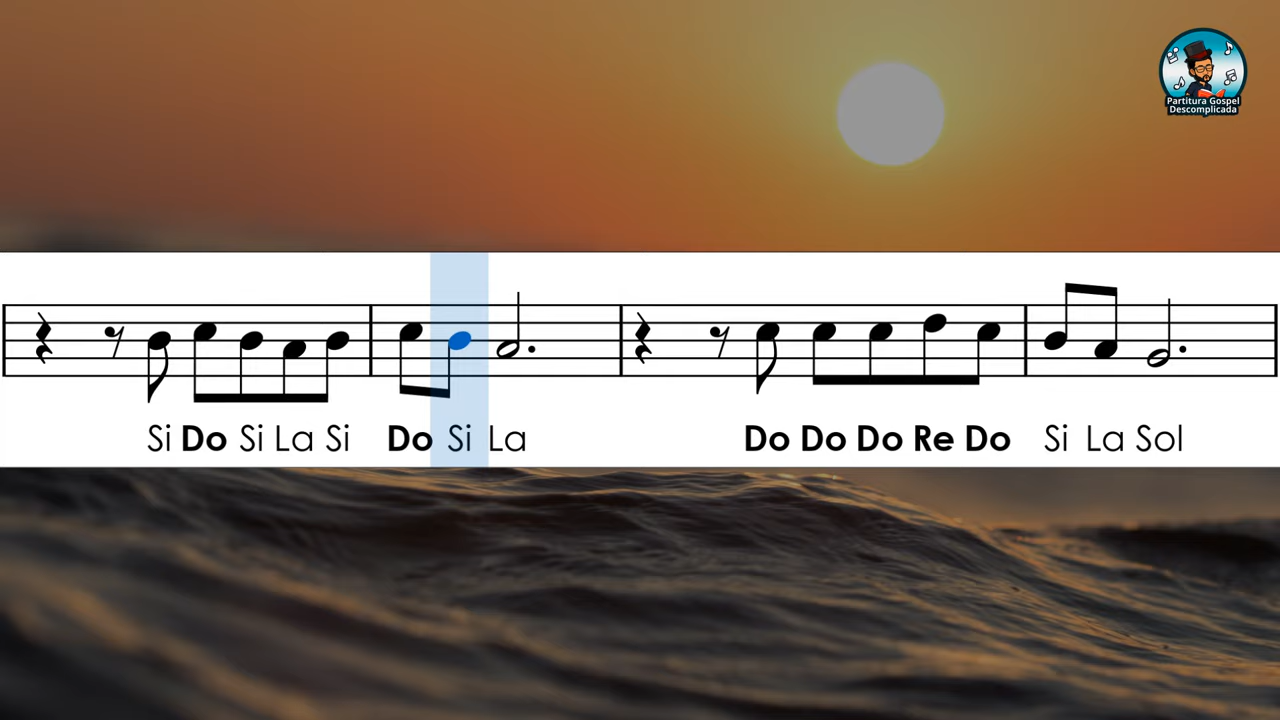 Partitura Gospel
Descomplicada
Si Do Si La Si Do Si La Do Do Do Re Do Si La Sol